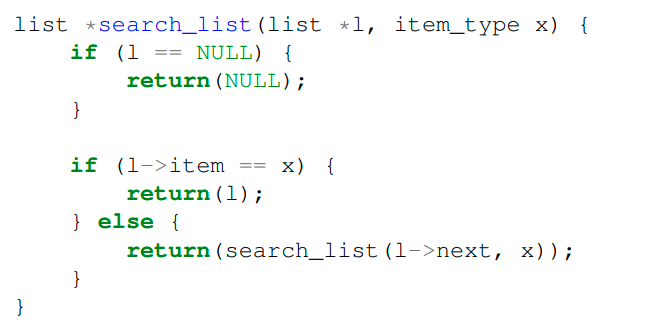 list *search_list(list *l, item_type x) {
    if (l == NULL) {
        return(NULL);
    }

    if (l->item == x) {
        return(l);
    } else {
        return(search_list(l->next, x));
    }
}